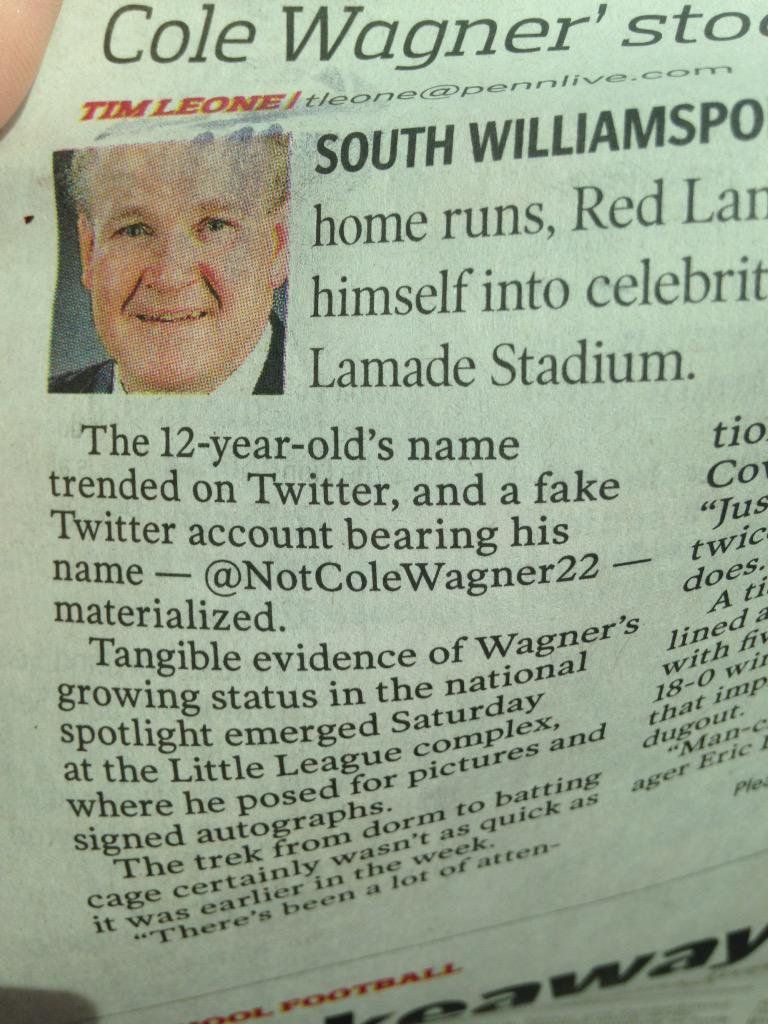 Cole Wagner' sto
TIM LEONE / tleone@pennlive.com
SOUTH WILLIAMSPO
home runs, Red Lan
himself into celebrit
Lamade Stadium.
The 12-year-old's name
trended on Twitter, and a fake
Twitter account bearing his
name — @NotColeWagner22 —
materialized.
Tangible evidence of Wagner's
growing status in the national
spotlight emerged Saturday
at the Little League complex,
where he posed for pictures and
signed autographs.
The trek from dorm to batting
cage certainly wasn't as quick as
it was earlier in the week.
"There's been a lot of atten-
tio
Cov
"Jus
twic
does.
A ti
lined a
with fiv
18-0 win
that imp
dugout.
"Man-c
ager Eric
Plea
OOL FOOTBALL
keaway